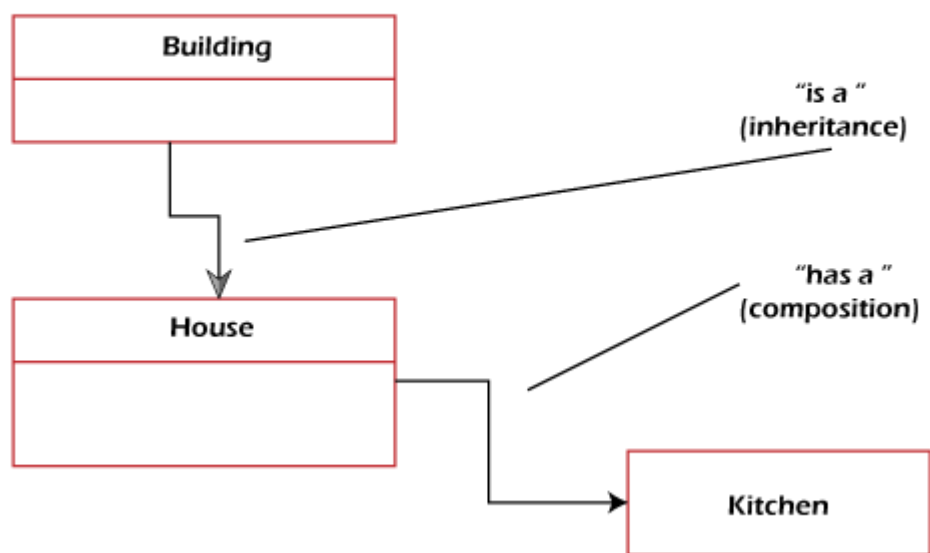 Building
“is a “
(inheritance)
“has a “
(composition)
House
Kitchen